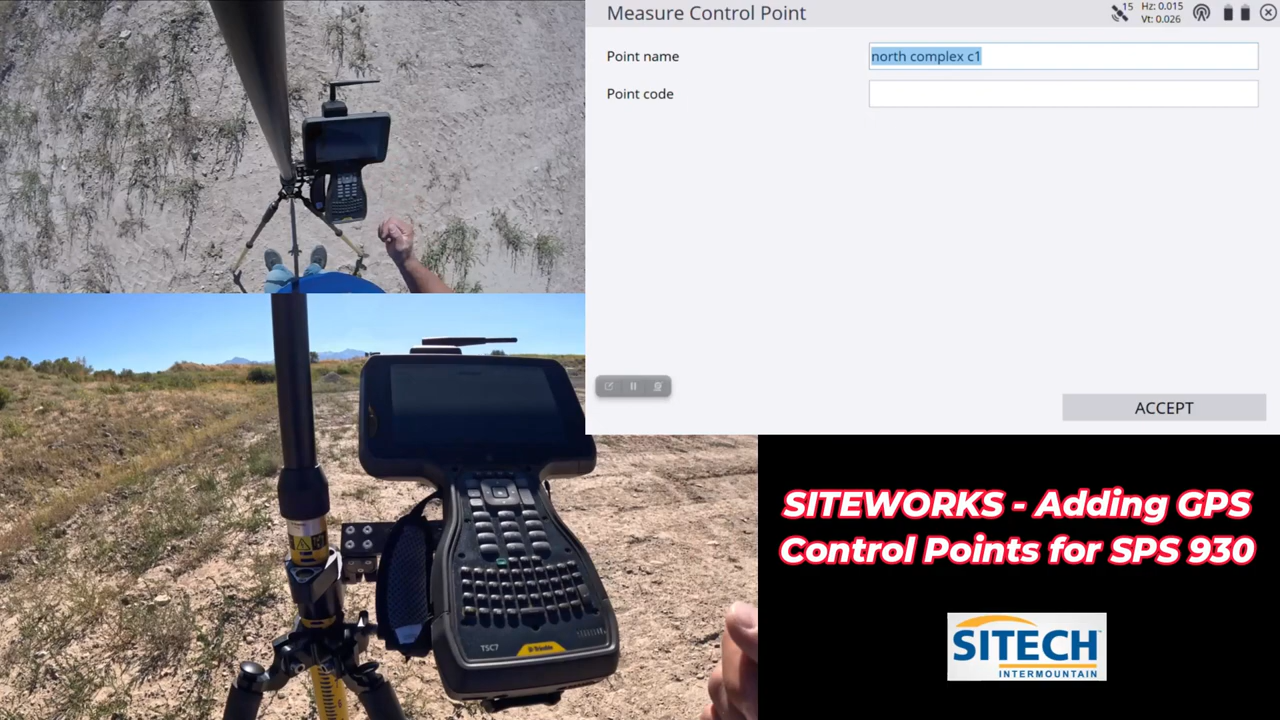 Measure Control Point
15
Hz: 0.015
Vt: 0.026
Point name
north complex c1
Point code
ACCEPT
TSC7
Trimble
SITEWORKS - Adding GPS
Control Points for SPS 930
SITECH
INTERMOUNTAIN